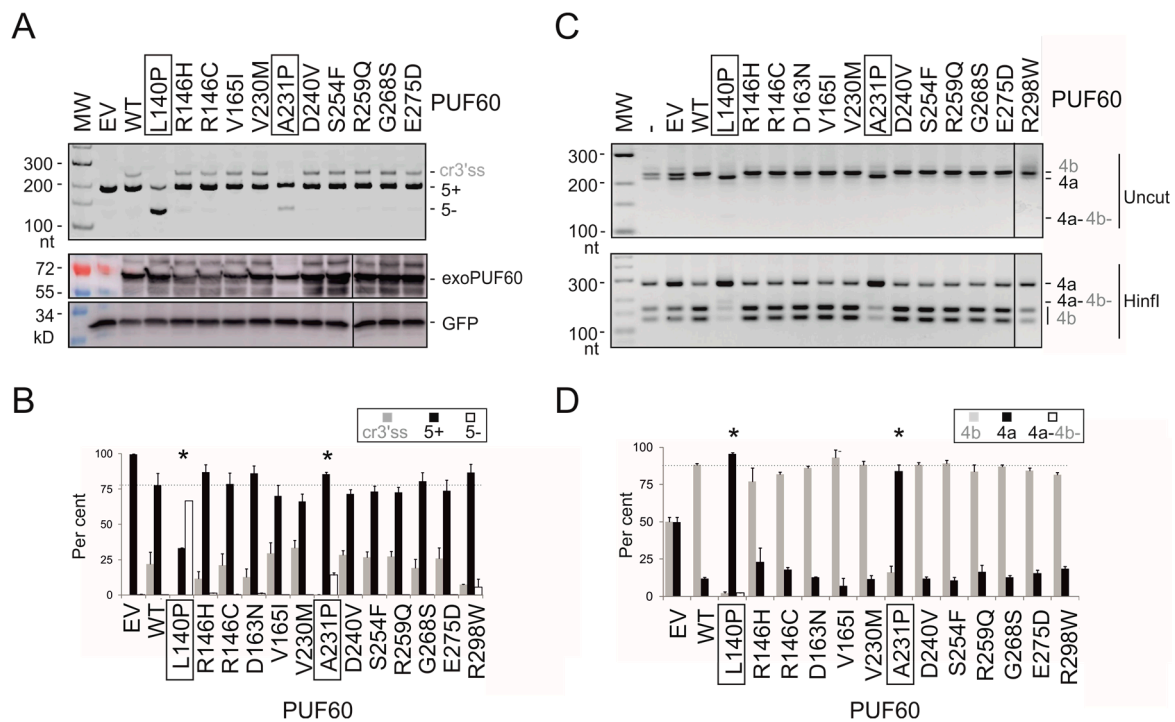 A
MW
EV
WT
L140P
R146H
R146C
V165I
V230M
A231P
D240V
S254F
R259Q
G268S
E275D
PUF60
300 -
200 -
100 -
nt
- cr3'ss
- 5+
- 5-
72 -
55 -
- exoPUF60
34 -
kD
- GFP
B
cr3'ss 5+ 5-
Per cent
100
75
50
25
0
* *
EV
WT
L140P
R146H
R146C
D163N
V165I
V230M
A231P
D240V
S254F
R259Q
G268S
E275D
R298W
PUF60
C
MW
-
EV
WT
L140P
R146H
R146C
D163N
V165I
V230M
A231P
D240V
S254F
R259Q
G268S
E275D
R298W
PUF60
300 -
200 -
100 -
nt
- 4b
- 4a
- 4a- 4b-
Uncut
300 -
100 -
nt
- 4a
- 4a- 4b-
4b
HinfI
D
4b 4a 4a-4b-
Per cent
100
75
50
25
0
* *
EV
WT
L140P
R146H
R146C
D163N
V165I
V230M
A231P
D240V
S254F
R259Q
G268S
E275D
R298W
PUF60